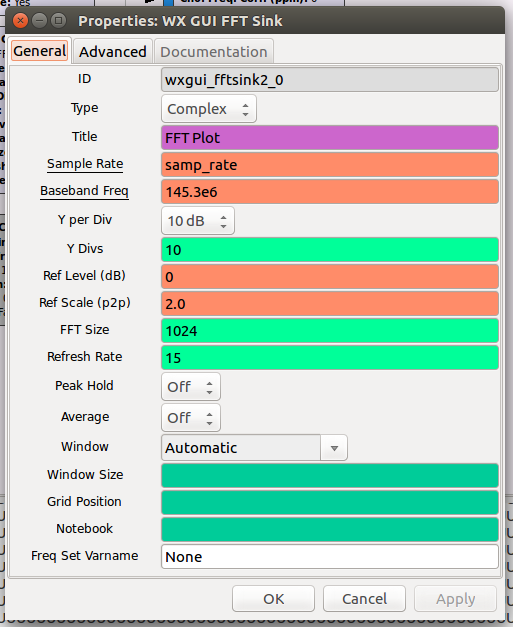 : Yes
Properties: WX GUI FFT Sink
General Advanced Documentation
ID wxgui_fftsink2_0
Type Complex
Title FFT Plot
Sample Rate samp_rate
Baseband Freq 145.3e6
Y per Div 10 dB
Y Divs 10
Ref Level (dB) 0
Ref Scale (p2p) 2.0
FFT Size 1024
Refresh Rate 15
Peak Hold Off
Average Off
Window Automatic
Window Size
Grid Position
Notebook
Freq Set Varname None
OK Cancel Apply